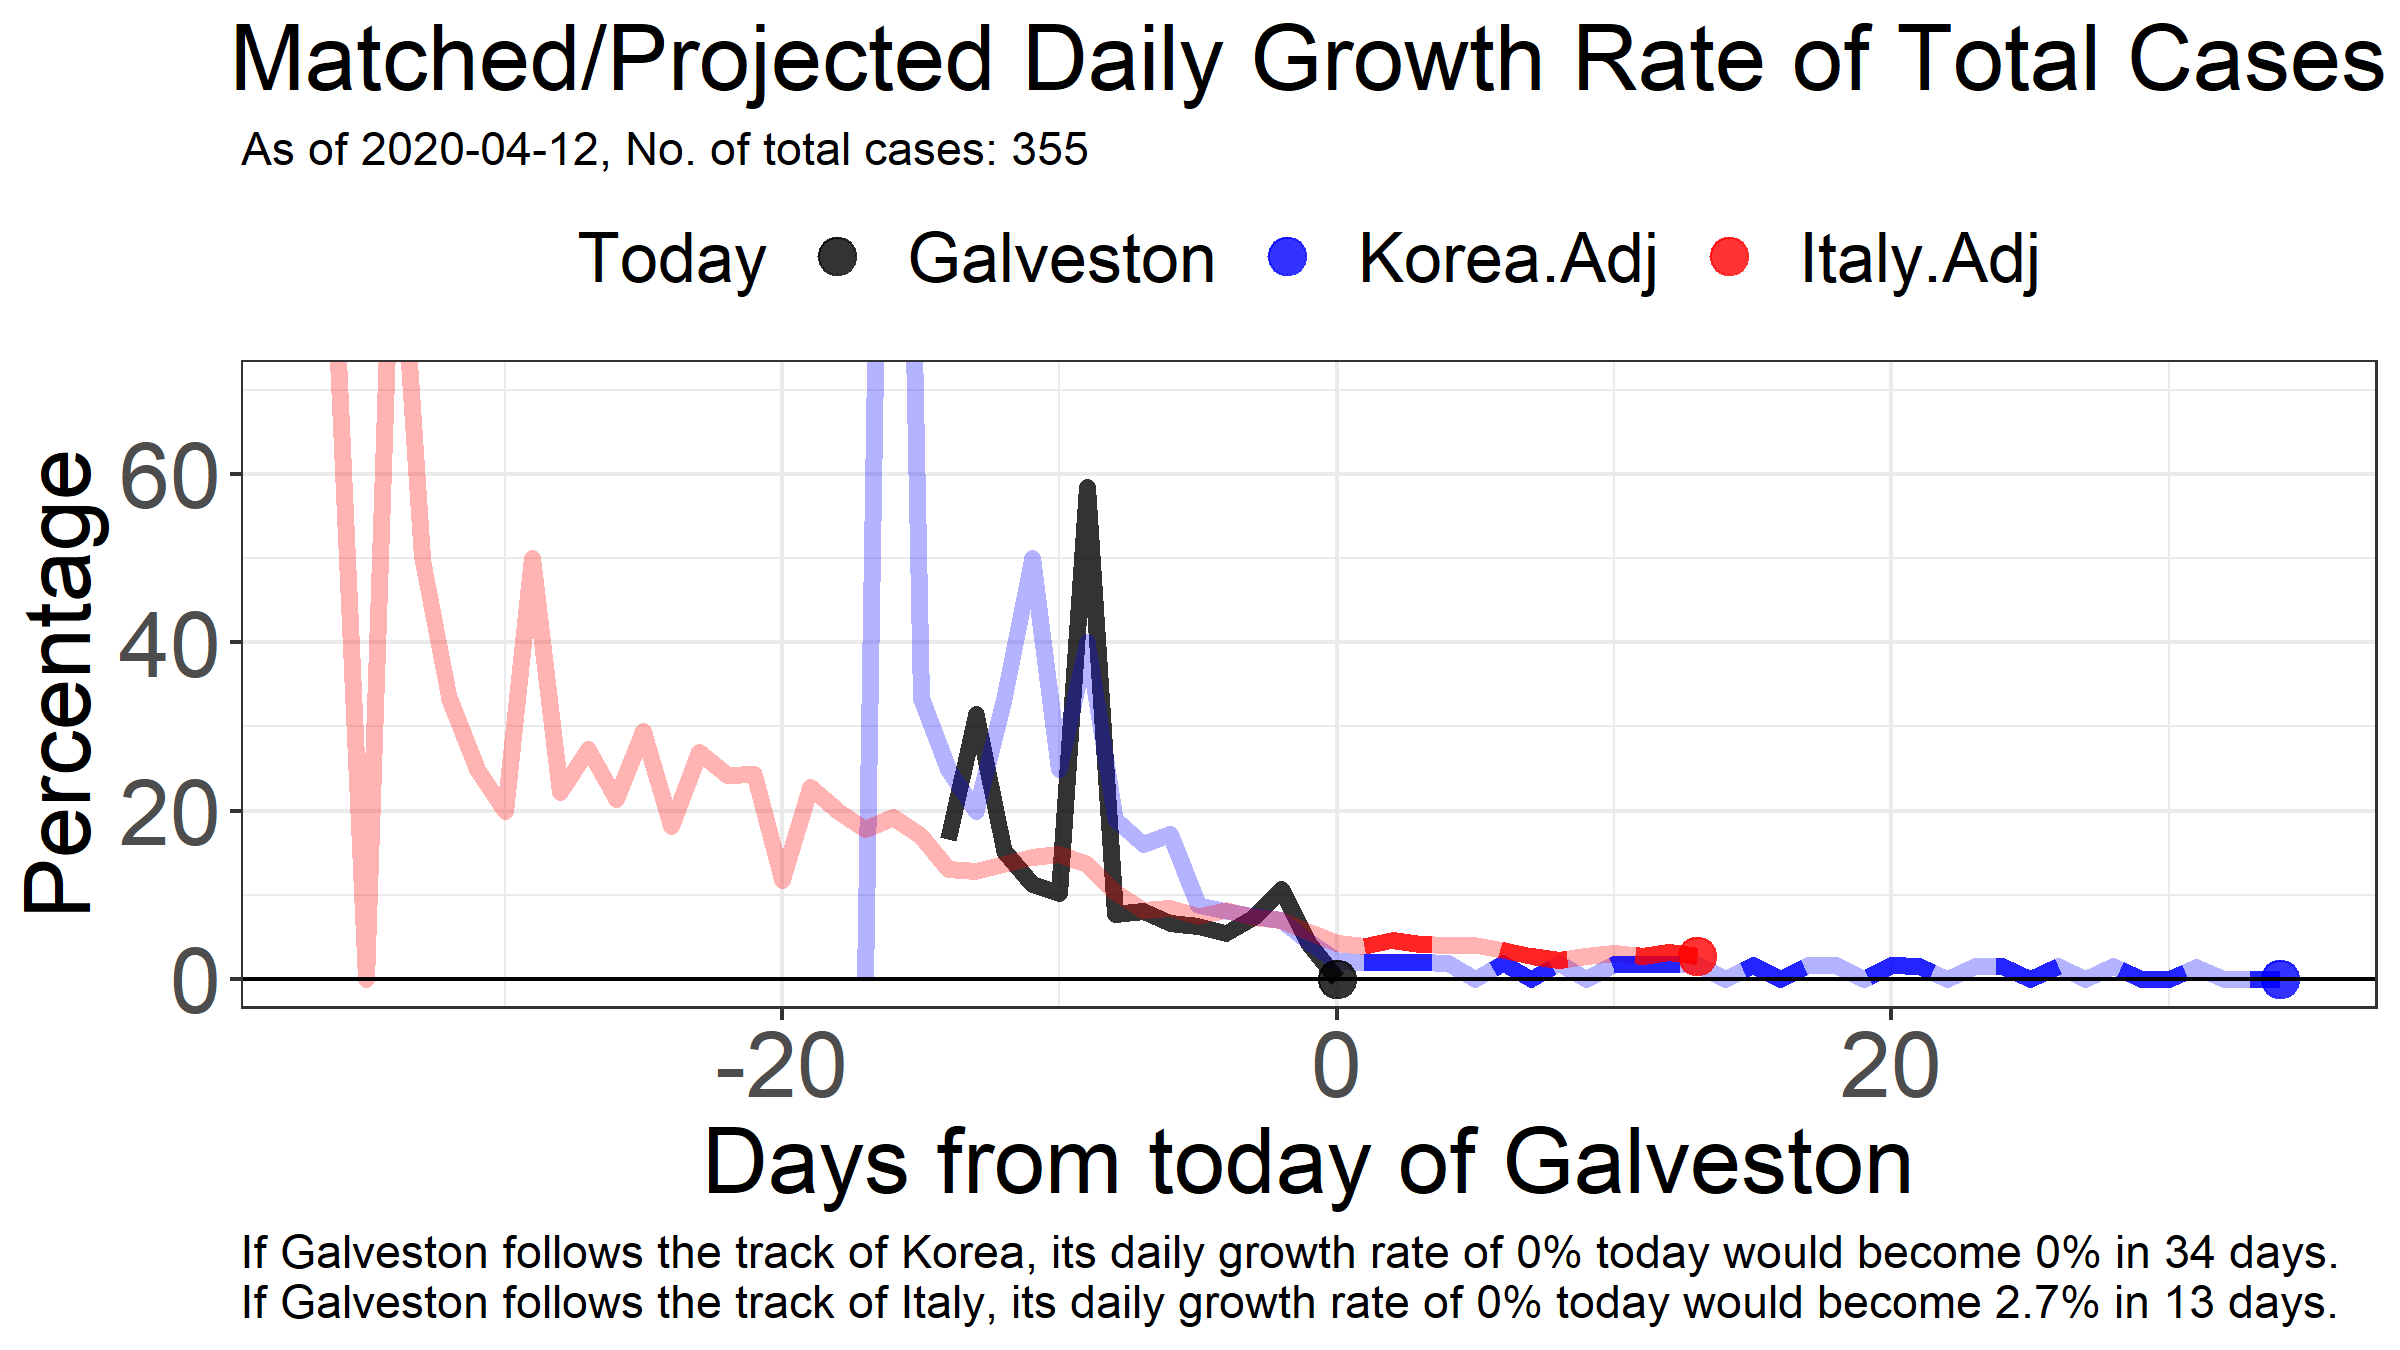 Matched/Projected Daily Growth Rate of Total Cases
As of 2020-04-12, No. of total cases: 355
Today Galveston Korea.Adj Italy.Adj
Percentage
60
40
20
0
-20 0 20
Days from today of Galveston
If Galveston follows the track of Korea, its daily growth rate of 0% today would become 0% in 34 days.
If Galveston follows the track of Italy, its daily growth rate of 0% today would become 2.7% in 13 days.